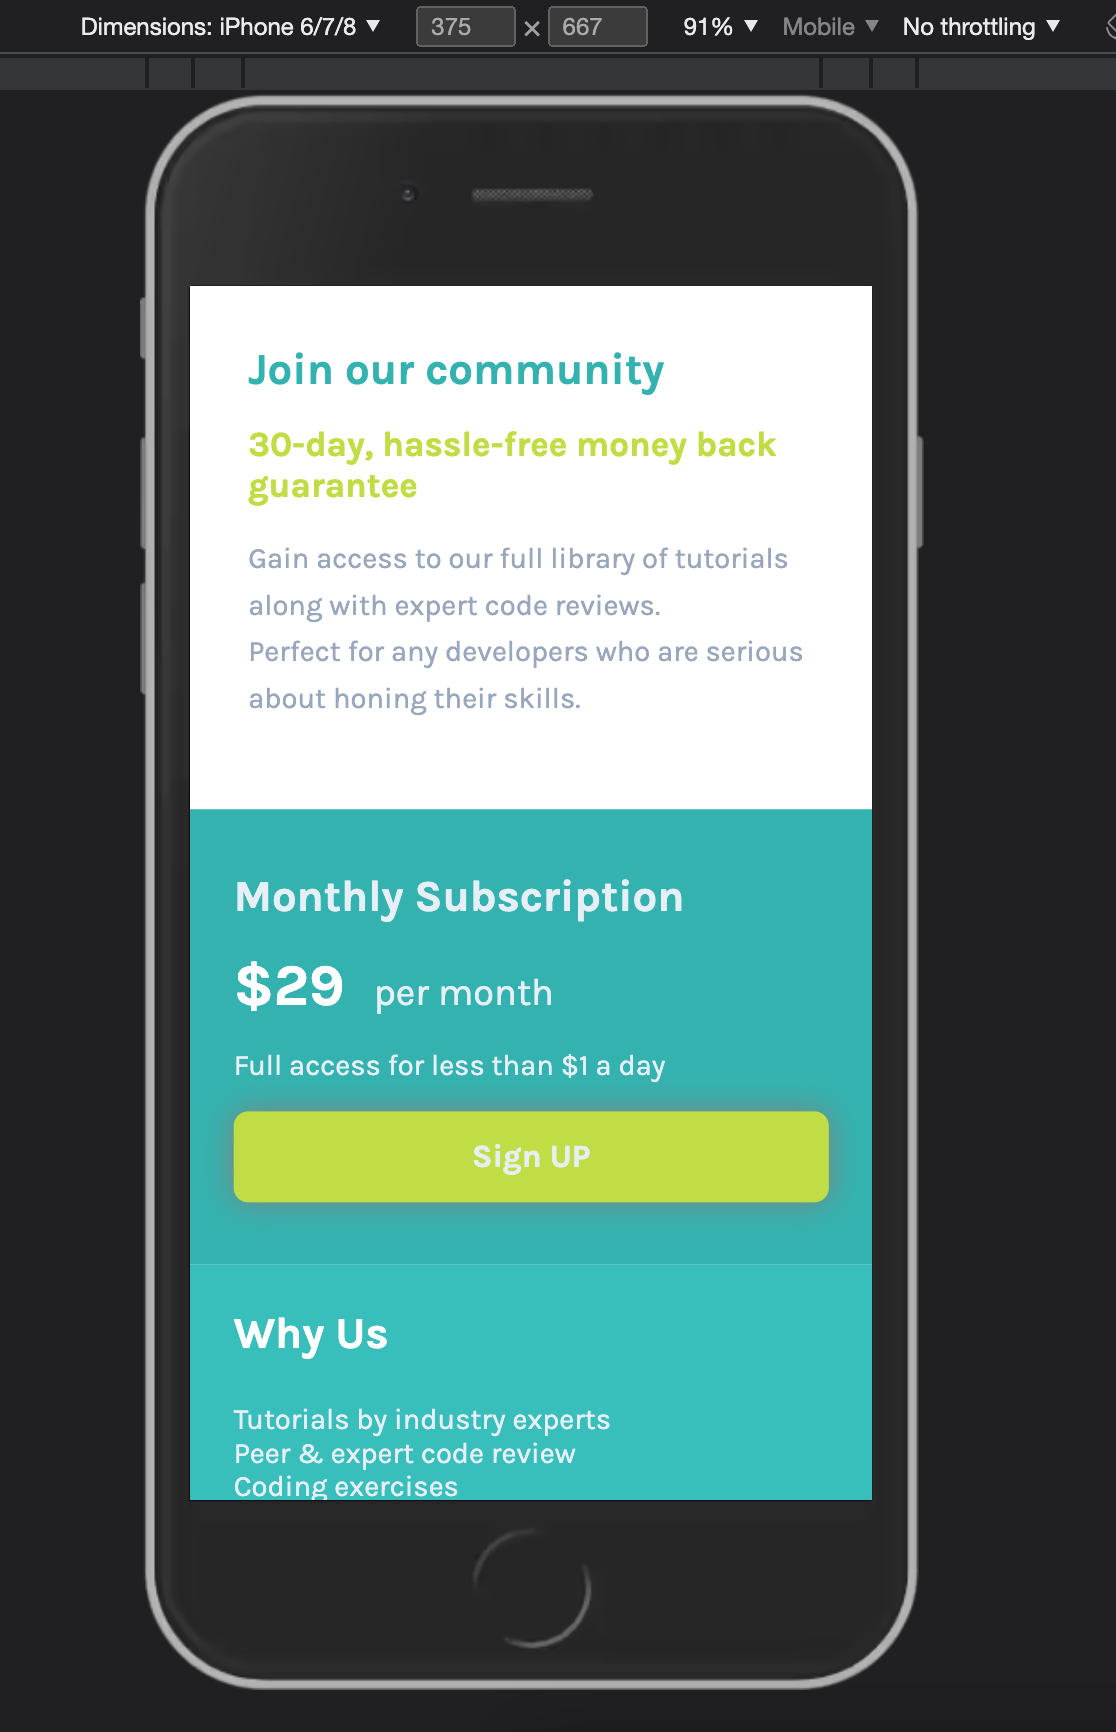 Dimensions: iPhone 6/7/8 ▼ 375 × 667 91% ▼ Mobile ▼ No throttling ▼
Join our community
30-day, hassle-free money back
guarantee
Gain access to our full library of tutorials
along with expert code reviews.
Perfect for any developers who are serious
about honing their skills.
Monthly Subscription
$29 per month
Full access for less than $1 a day
Sign UP
Why Us
Tutorials by industry experts
Peer & expert code review
Coding exercises